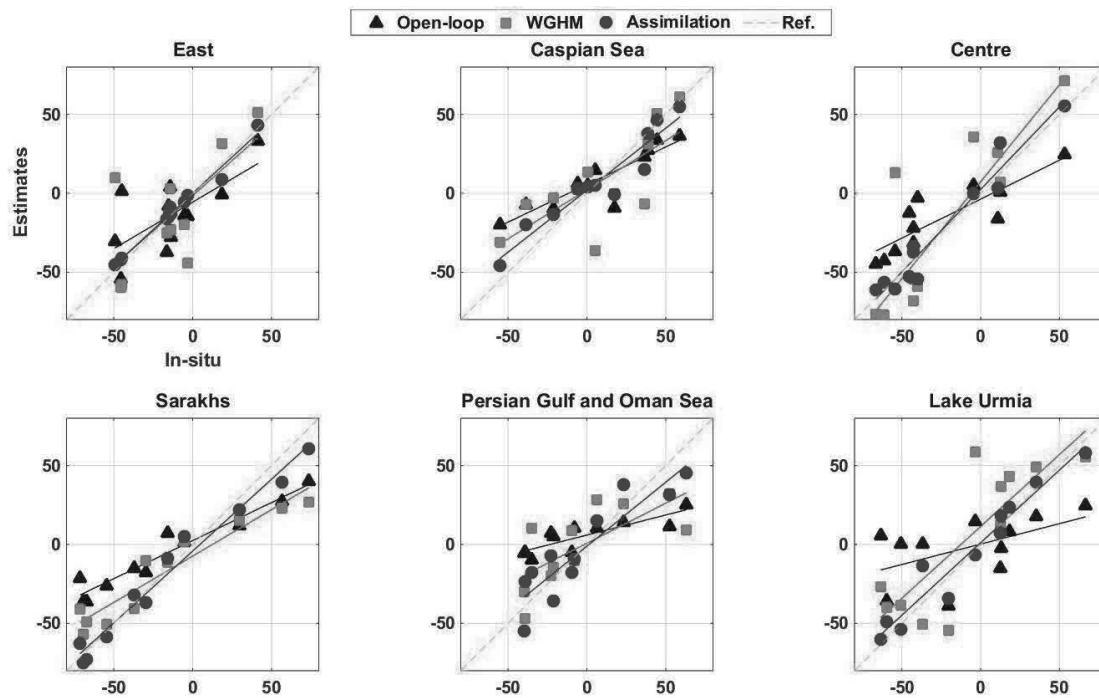 Open-loop WGHM Assimilation Ref.
East Caspian Sea Centre
50 50 50
0 0 0
-50 -50 -50
Estimates
-50 0 50 -50 0 50 -50 0 50
In-situ
Sarakhs Persian Gulf and Oman Sea Lake Urmia
50 50 50
0 0 0
-50 -50 -50
-50 0 50 -50 0 50 -50 0 50